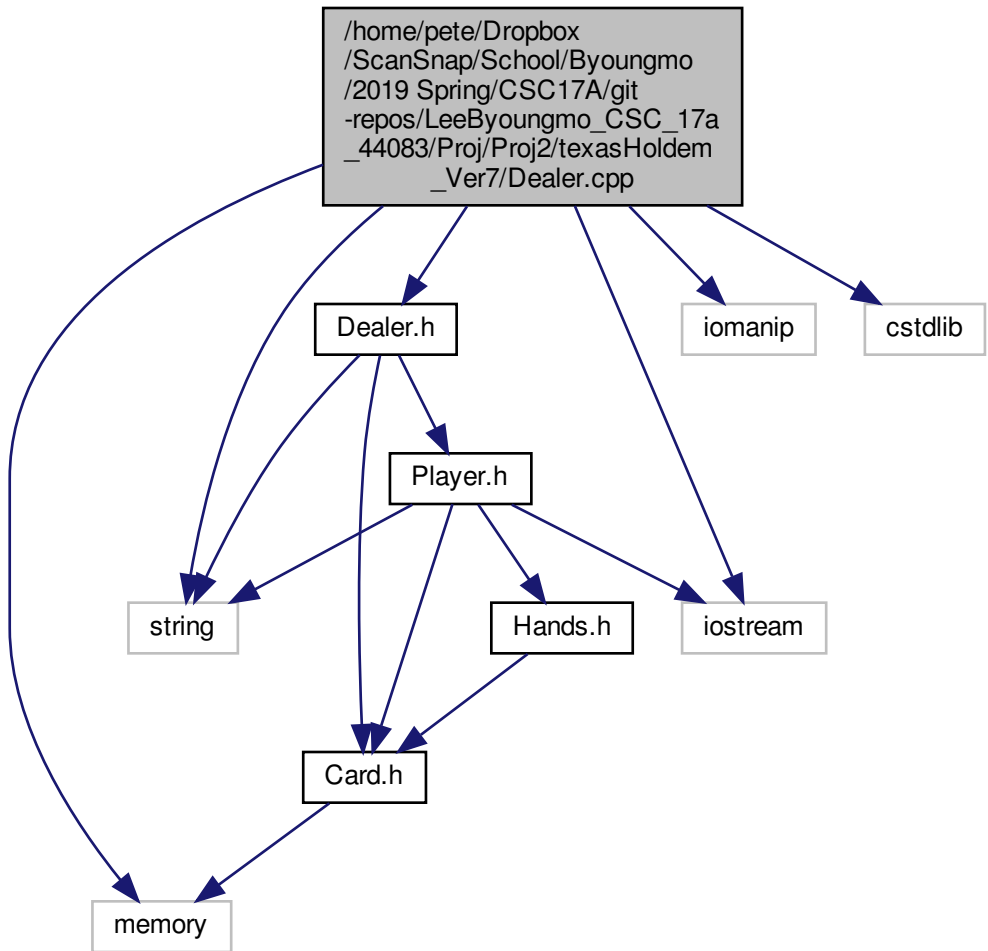 /home/pete/Dropbox
/ScanSnap/School/Byoungmo
/2019 Spring/CSC17A/git
-repos/LeeByoungmo_CSC_17a
_44083/Proj/Proj2/texasHoldem
_Ver7/Dealer.cpp
Dealer.h
iomanip
cstdlib
Player.h
string
Hands.h
iostream
Card.h
memory